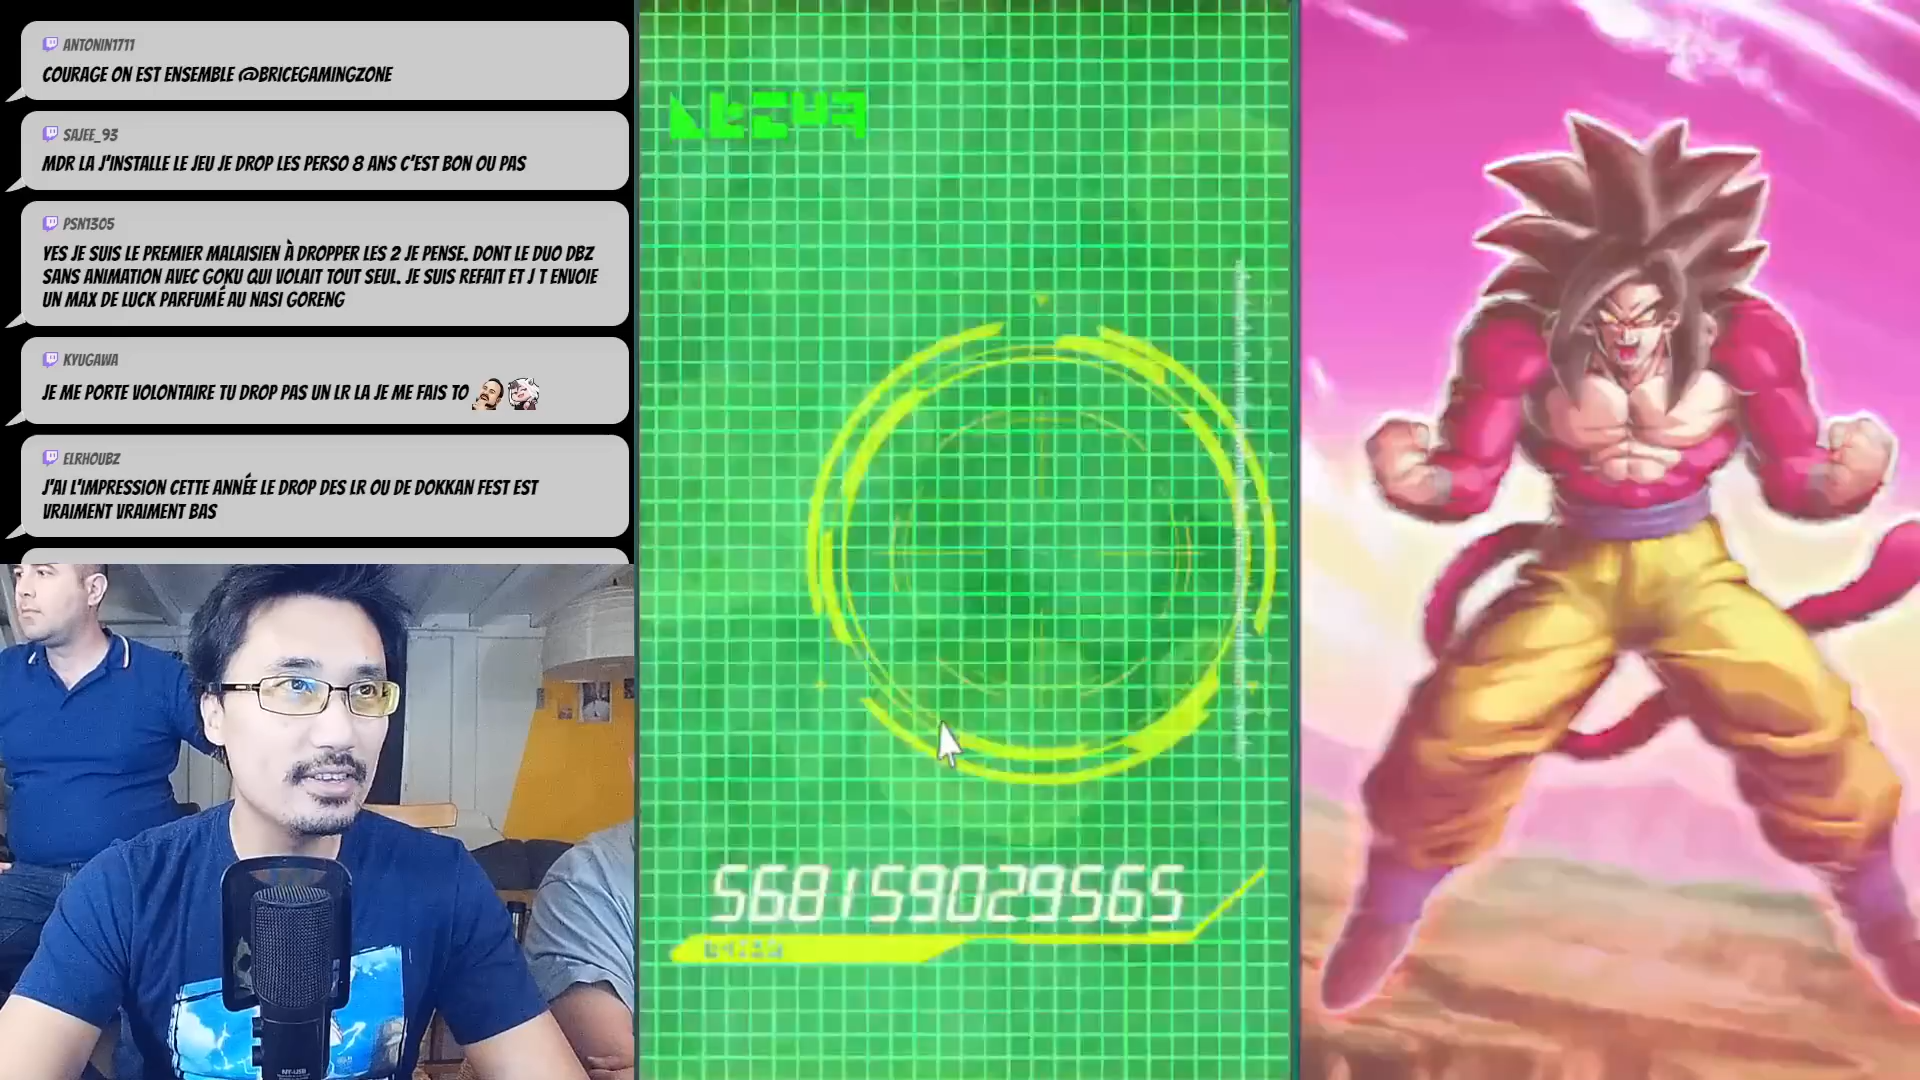 ANTONIN1711
COURAGE ON EST ENSEMBLE @BRICEGAMINGZONE
SAJEE_93
MDR LA J'INSTALLE LE JEU JE DROP LES PERSO 8 ANS C'EST BON OU PAS
PSN1305
YES JE SUIS LE PREMIER MALAISIEN À DROPPER LES 2 JE PENSE. DONT LE DUO DBZ
SANS ANIMATION AVEC GOKU QUI VOLAIT TOUT SEUL. JE SUIS REFAIT ET J T ENVOIE
UN MAX DE LUCK PARFUMÉ AU NASI GORENG
KYUGAWA
JE ME PORTE VOLONTAIRE TU DROP PAS UN LR LA JE ME FAIS TO
ELRHOUBZ
J'AI L'IMPRESSION CETTE ANNÉE LE DROP DES LR OU DE DOKKAN FEST EST
VRAIMENT VRAIMENT BAS
568159029565